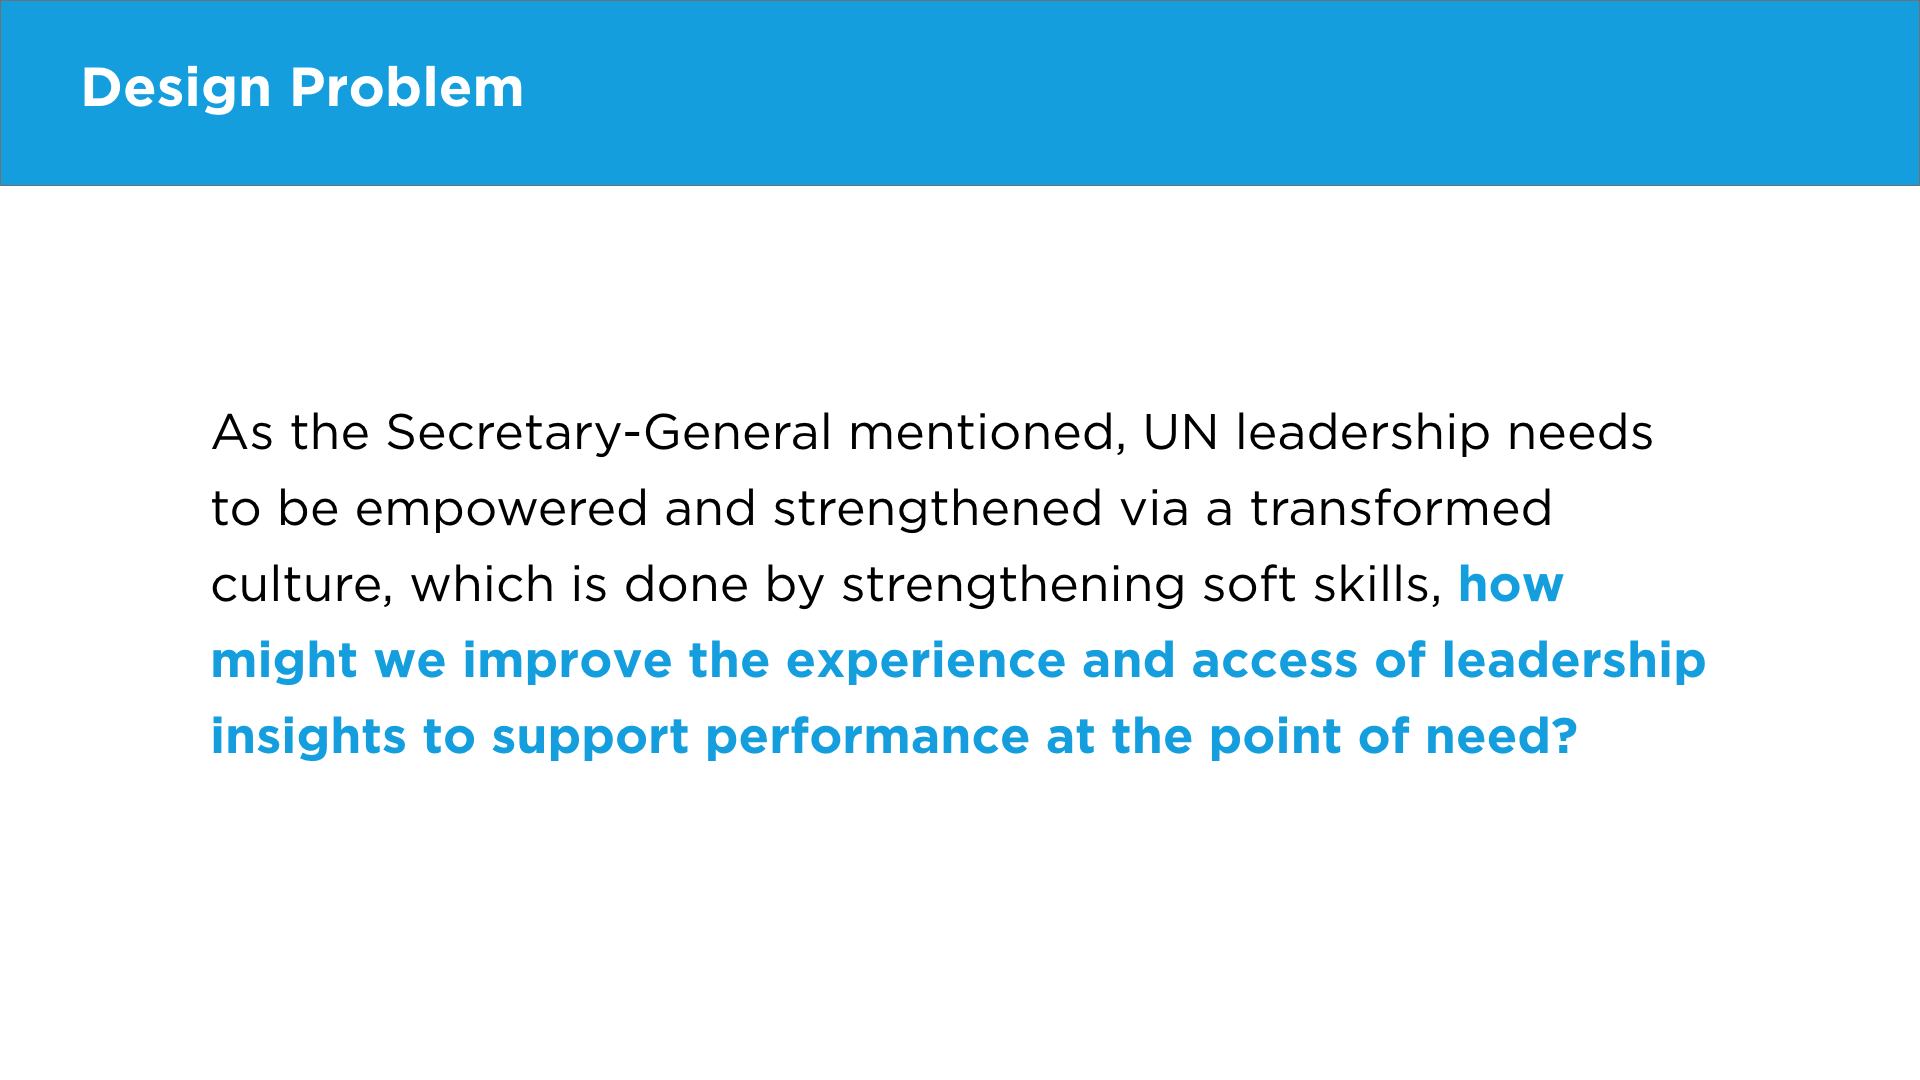 Design Problem
As the Secretary-General mentioned, UN leadership needs
to be empowered and strengthened via a transformed
culture, which is done by strengthening soft skills, how
might we improve the experience and access of leadership
insights to support performance at the point of need?